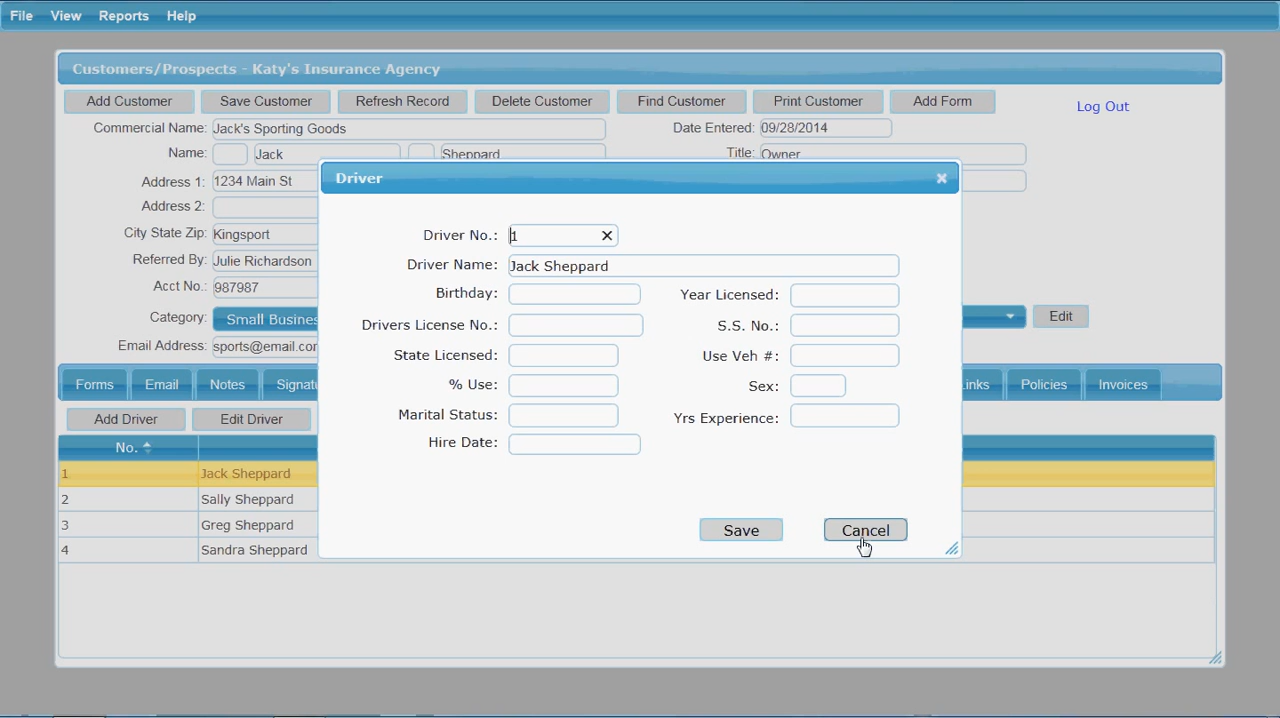 File View Reports Help
Customers/Prospects - Katy's Insurance Agency
Add Customer Save Customer Refresh Record Delete Customer Find Customer Print Customer Add Form Log Out
Commercial Name: Jack's Sporting Goods Date Entered: 09/28/2014
Name: Jack Sheppard Title: Owner
Address 1: 1234 Main St
Address 2:
City State Zip: Kingsport
Referred By: Julie Richardson
Acct No.: 987987
Category: Small Busines Edit
Email Address: sports@email.com
Forms Email Notes Signatu inks Policies Invoices
Add Driver Edit Driver
No.
1 Jack Sheppard
2 Sally Sheppard
3 Greg Sheppard
4 Sandra Sheppard
Driver
Driver No.: 1
Driver Name: Jack Sheppard
Birthday: Year Licensed:
Drivers License No.: S.S. No.:
State Licensed: Use Veh #:
% Use: Sex:
Marital Status: Yrs Experience:
Hire Date:
Save Cancel